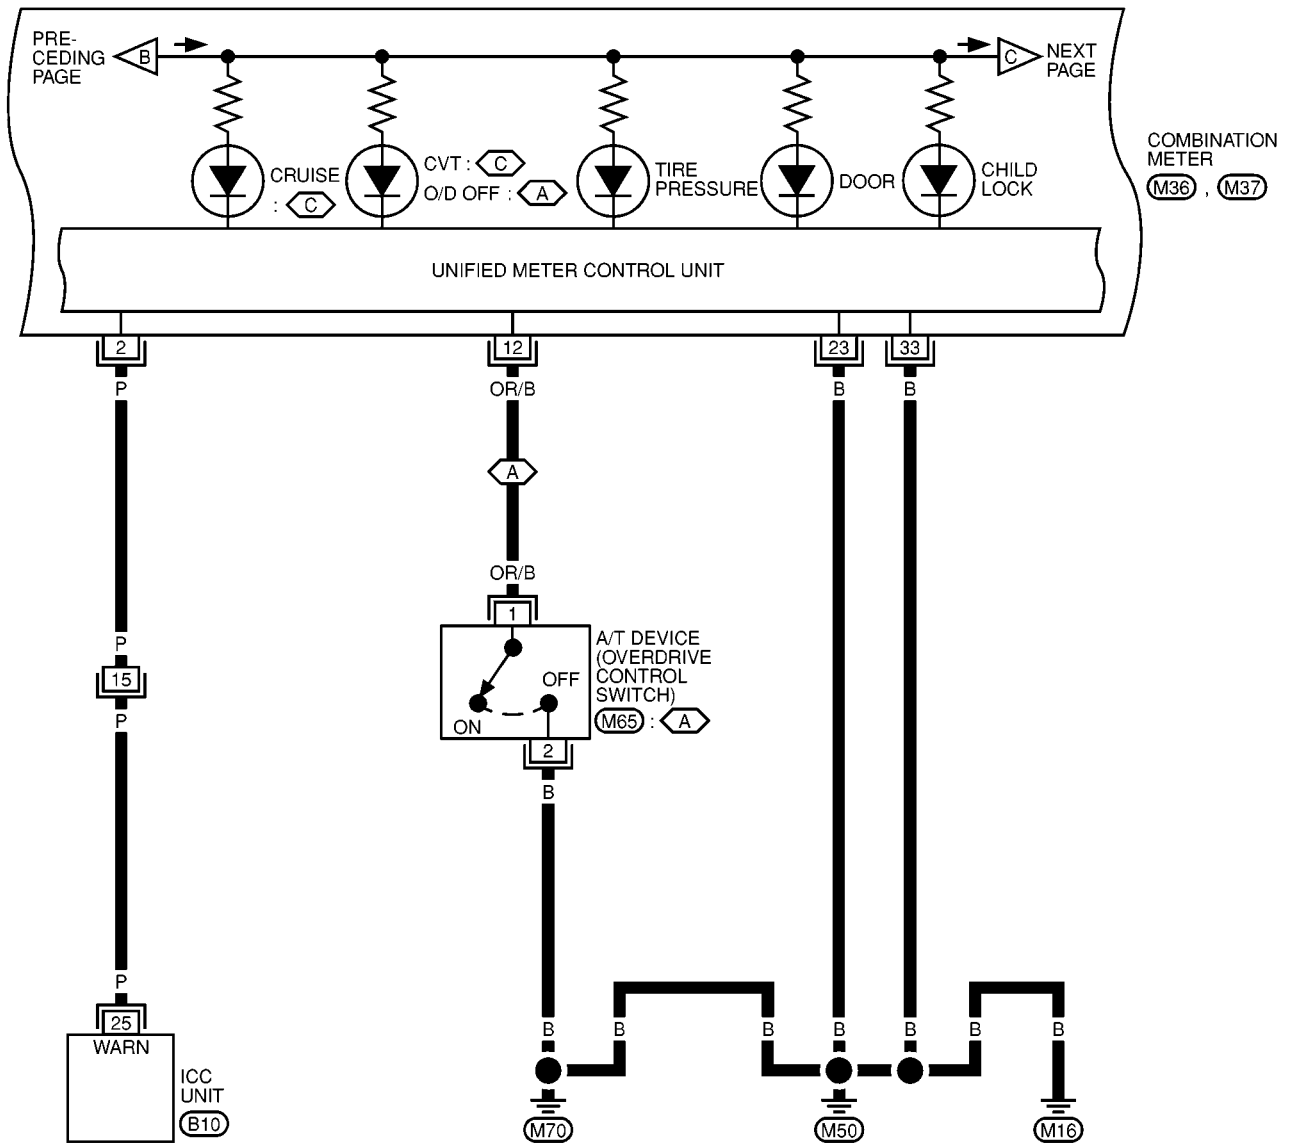 PRE-
CEDING
PAGE
B
C
NEXT
PAGE
COMBINATION
METER
M36 , M37
CRUISE
: C
CVT : C
O/D OFF : A
TIRE
PRESSURE
DOOR
CHILD
LOCK
UNIFIED METER CONTROL UNIT
2
12
23
33
P
OR/B
B
B
A
OR/B
1
A/T DEVICE
(OVERDRIVE
CONTROL
SWITCH)
M65 : A
OFF
ON
2
B
P
15
P
P
25
WARN
ICC
UNIT
B10
B
B
B
B
B
B
B
M70
M50
M16